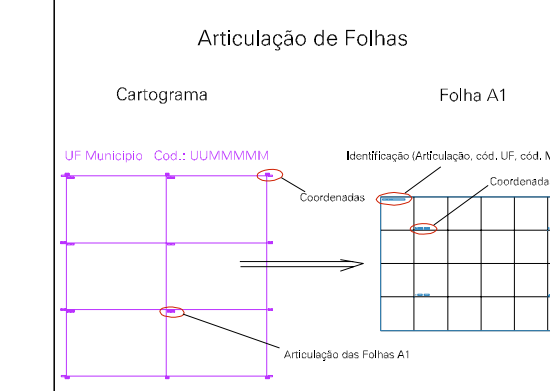 Articulação de Folhas
Cartograma
Folha A1
UF Municipio Cod.: UUMMMMM
Identificação (Articulação, cód. UF, cód. M
Coordenada
Coordenadas
Articulação das Folhas A1